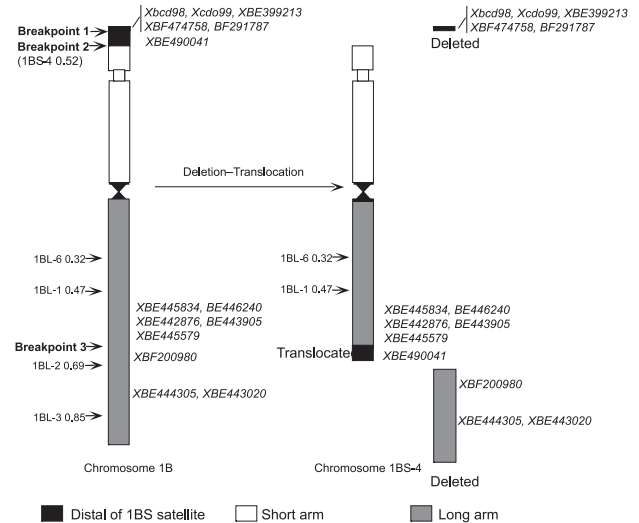 Xbcd98, Xcdo99, XBE399213
XBF474758, BF291787
Breakpoint 1
Breakpoint 2
XBE490041
(1BS-4 0.52)
Xbcd98, Xcdo99, XBE399213
XBF474758, BF291787
Deleted
Deletion–Translocation
1BL-6 0.32
1BL-1 0.47
XBE445834, BE446240
XBE442876, BE443905
XBE445579
Breakpoint 3
XBF200980
1BL-2 0.69
XBE444305, XBE443020
1BL-3 0.85
1BL-6 0.32
1BL-1 0.47
XBE445834, BE446240
XBE442876, BE443905
XBE445579
Translocated
XBE490041
XBF200980
XBE444305, XBE443020
Deleted
Chromosome 1B
Chromosome 1BS-4
Distal of 1BS satellite
Short arm
Long arm